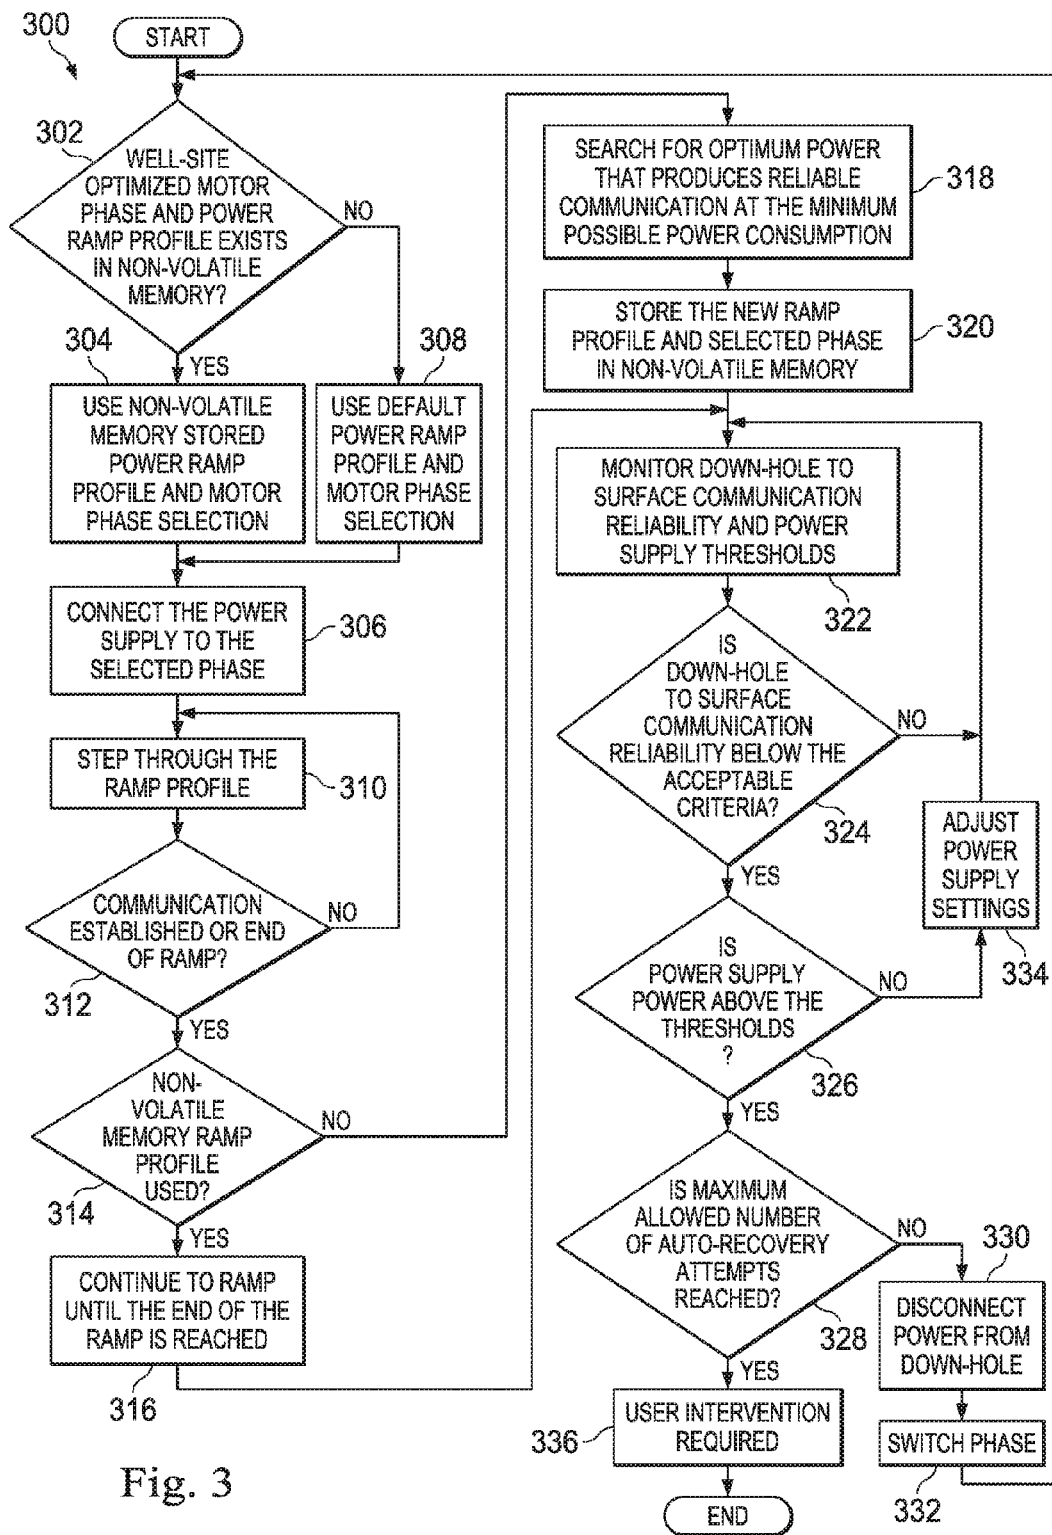 300
START
302
WELL-SITE
OPTIMIZED MOTOR
PHASE AND POWER
RAMP PROFILE EXISTS
IN NON-VOLATILE
MEMORY?
NO
YES
304
USE NON-VOLATILE
MEMORY STORED
POWER RAMP
PROFILE AND MOTOR
PHASE SELECTION
308
USE DEFAULT
POWER RAMP
PROFILE AND
MOTOR PHASE
SELECTION
CONNECT THE POWER
SUPPLY TO THE
SELECTED PHASE
306
STEP THROUGH THE
RAMP PROFILE
310
COMMUNICATION
ESTABLISHED OR END
OF RAMP?
NO
312
YES
NON-
VOLATILE
MEMORY RAMP
PROFILE
USED?
NO
314
YES
CONTINUE TO RAMP
UNTIL THE END OF THE
RAMP IS REACHED
316
SEARCH FOR OPTIMUM POWER
THAT PRODUCES RELIABLE
COMMUNICATION AT THE MINIMUM
POSSIBLE POWER CONSUMPTION
318
STORE THE NEW RAMP
PROFILE AND SELECTED PHASE
IN NON-VOLATILE MEMORY
320
MONITOR DOWN-HOLE TO
SURFACE COMMUNICATION
RELIABILITY AND POWER
SUPPLY THRESHOLDS
322
IS
DOWN-HOLE
TO SURFACE
COMMUNICATION
RELIABILITY BELOW THE
ACCEPTABLE
CRITERIA?
NO
324
YES
ADJUST
POWER
SUPPLY
SETTINGS
334
IS
POWER SUPPLY
POWER ABOVE THE
THRESHOLDS
?
NO
326
YES
IS MAXIMUM
ALLOWED NUMBER
OF AUTO-RECOVERY
ATTEMPTS
REACHED?
NO
328
YES
330
DISCONNECT
POWER FROM
DOWN-HOLE
SWITCH PHASE
332
336
USER INTERVENTION
REQUIRED
END
Fig. 3